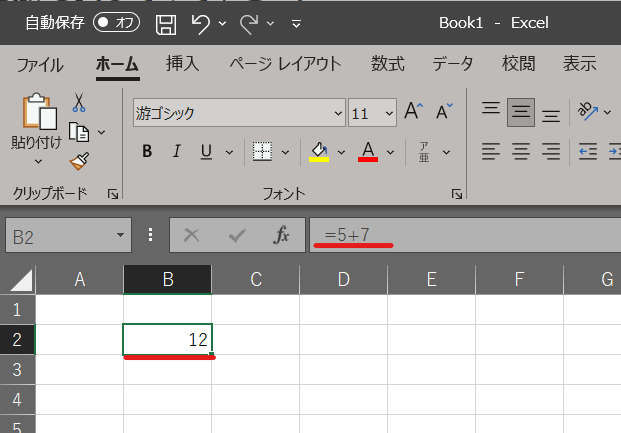 自動保存 オフ Book1 - Excel
ファイル ホーム 挿入 ページ レイアウト 数式 データ 校閲 表示
貼り付け 游ゴシック 11 A A
B I U A ア亜 ab
クリップボード フォント
B2 fx =5+7
A B C D E F G
1
2 12
3
4
5